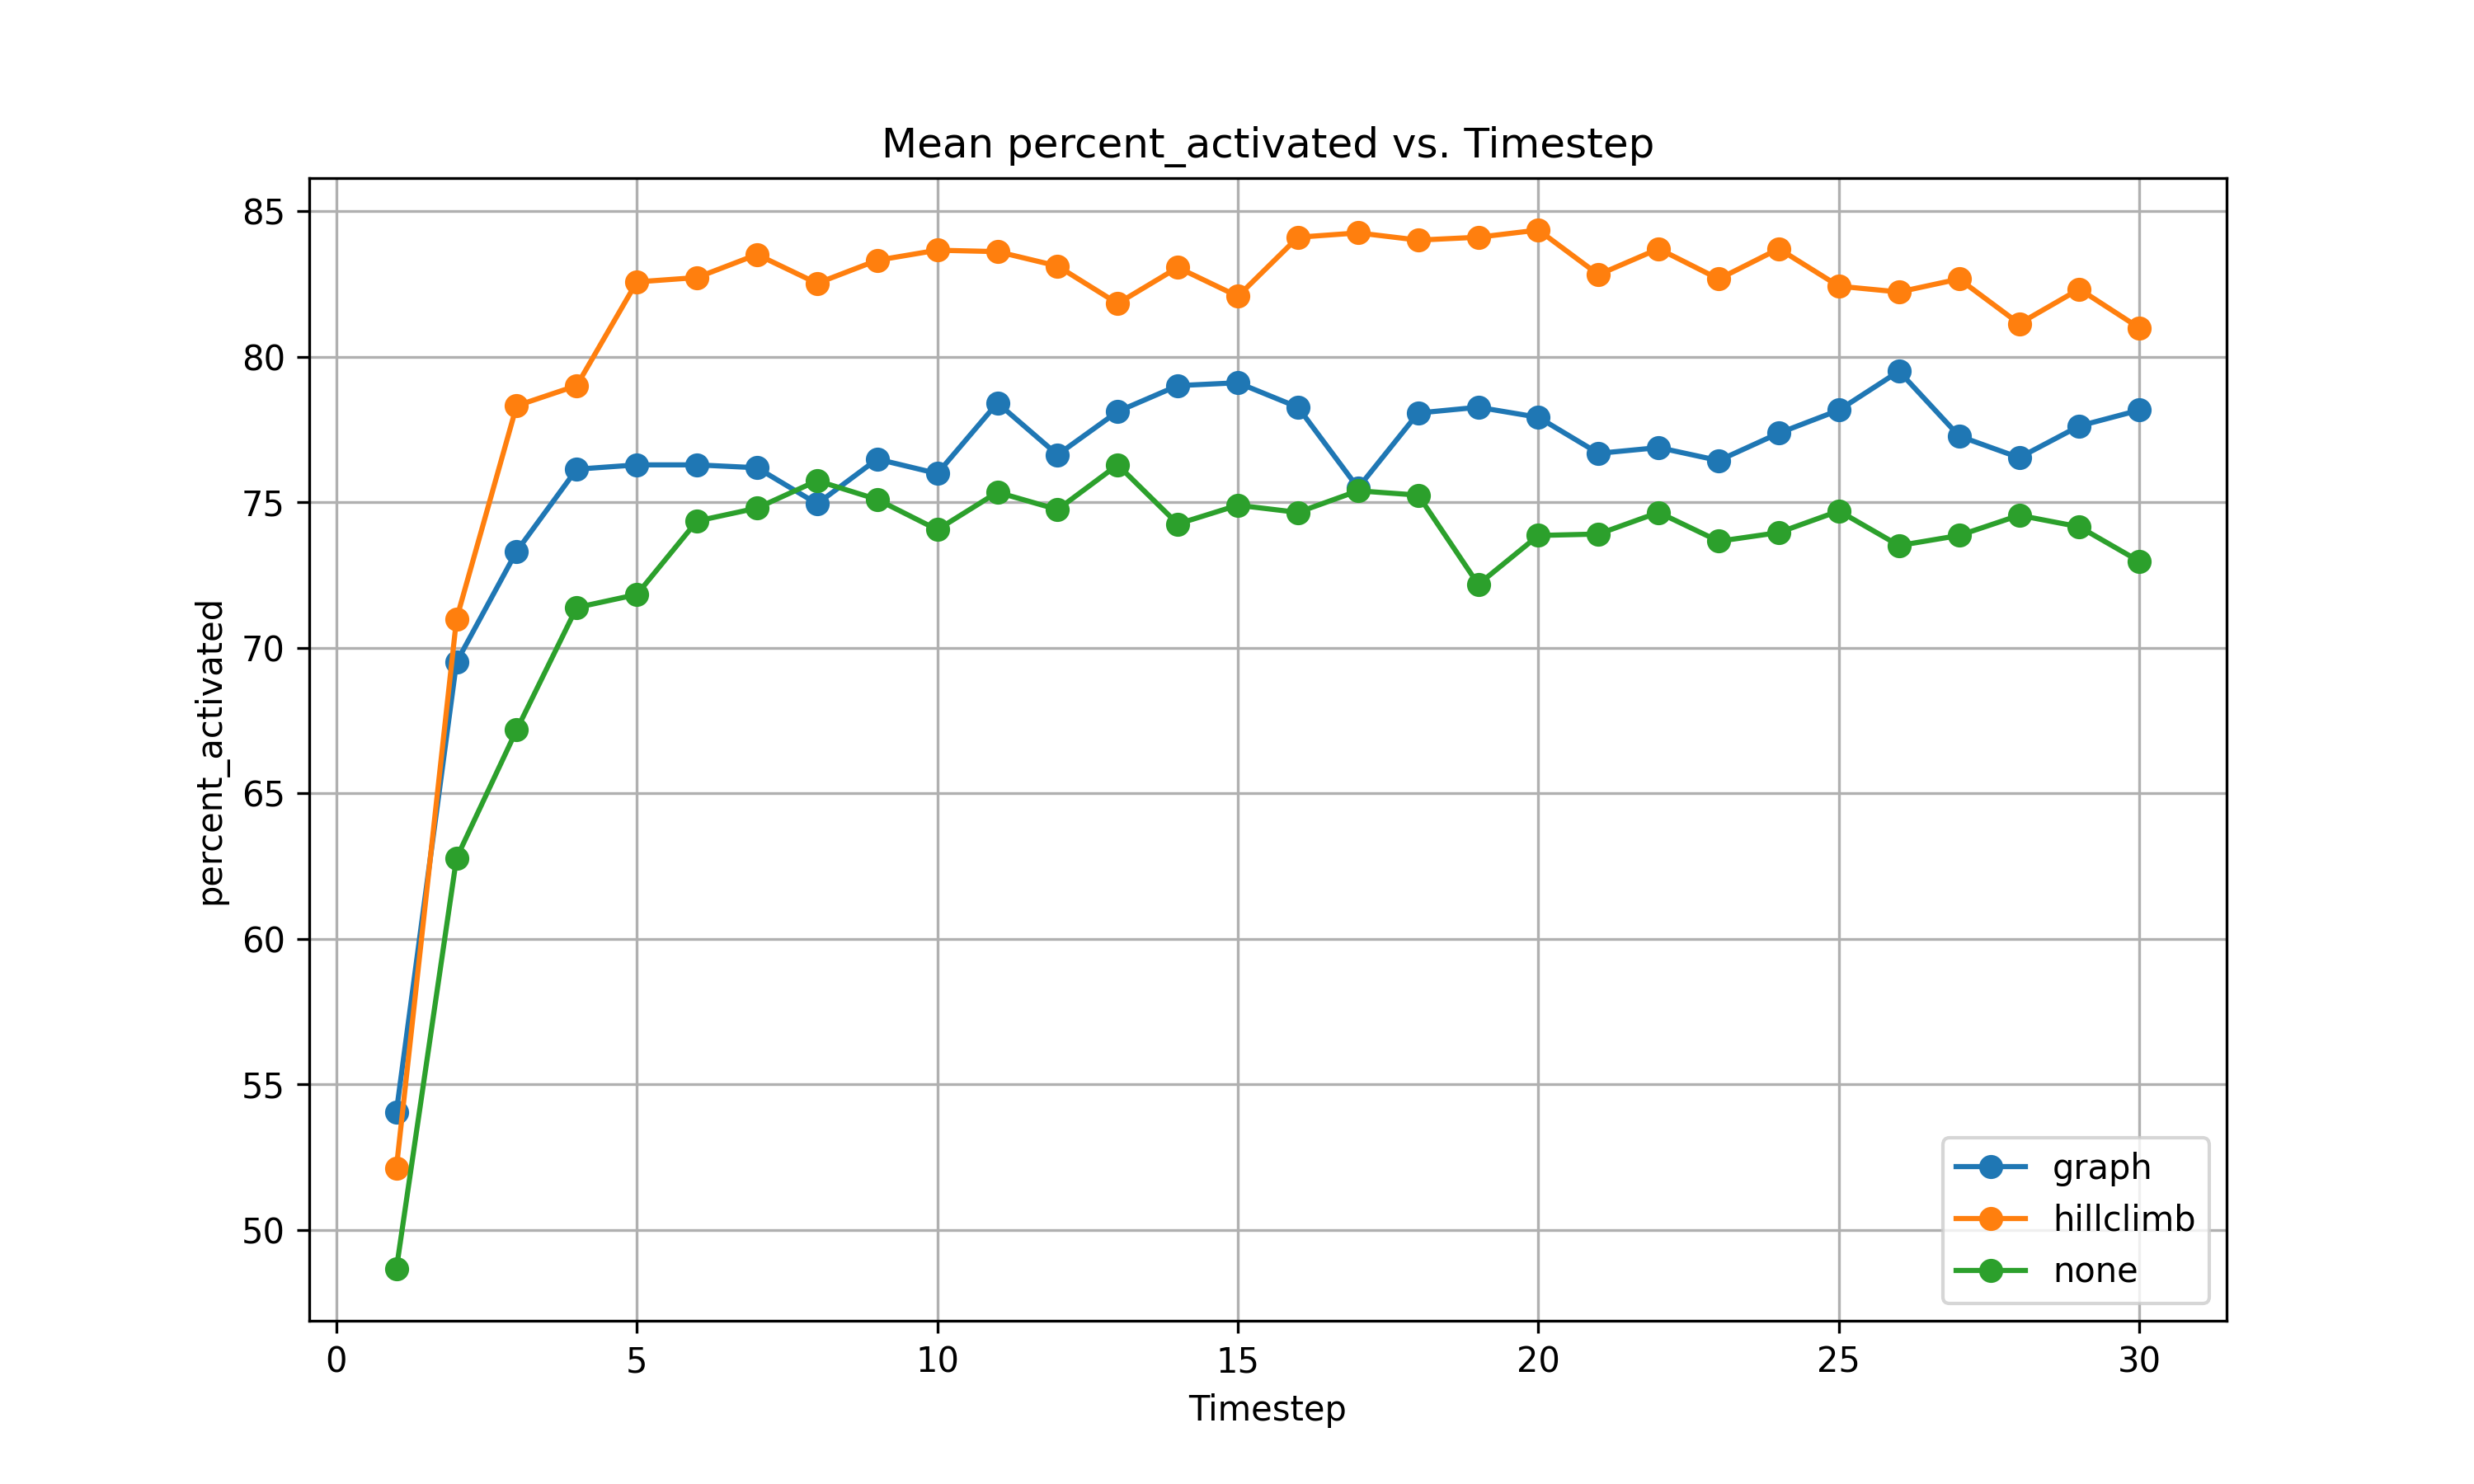 Mean percent_activated vs. Timestep
percent_activated
85
80
75
70
65
60
55
50
0 5 10 15 20 25 30
Timestep
graph
hillclimb
none